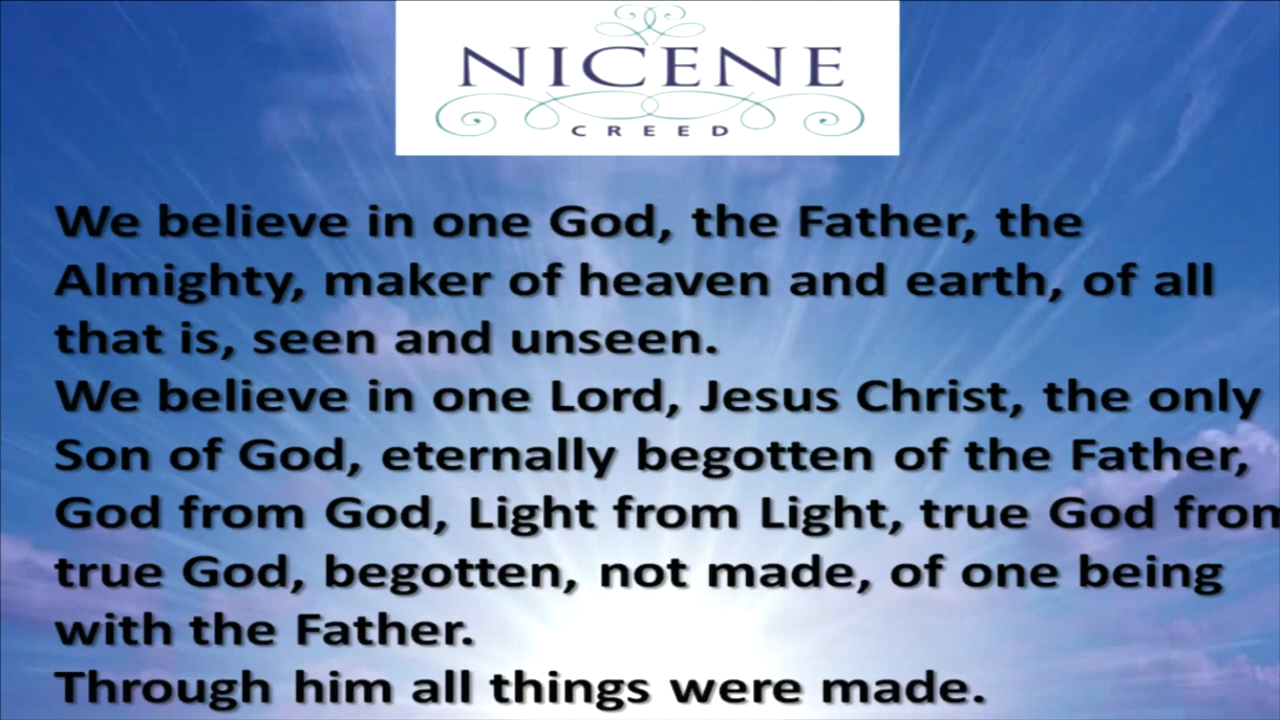 NICENE
CREED
We believe in one God, the Father, the
Almighty, maker of heaven and earth, of all
that is, seen and unseen.
We believe in one Lord, Jesus Christ, the only
Son of God, eternally begotten of the Father,
God from God, Light from Light, true God from
true God, begotten, not made, of one being
with the Father.
Through him all things were made.